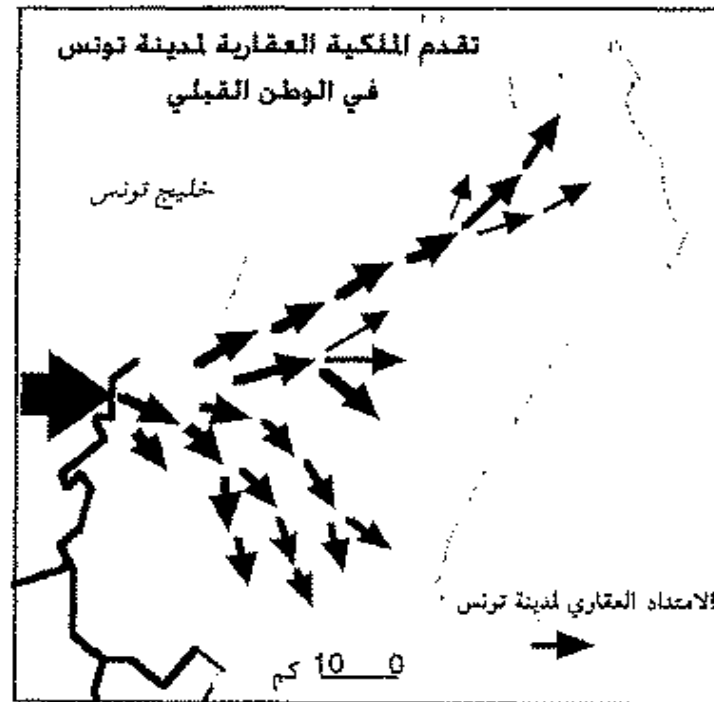 تقدم الملكية العقارية لمدينة تونس
في الوطن القبلي
خليج تونس
الامتداد العقاري لمدينة تونس
0 10 كم